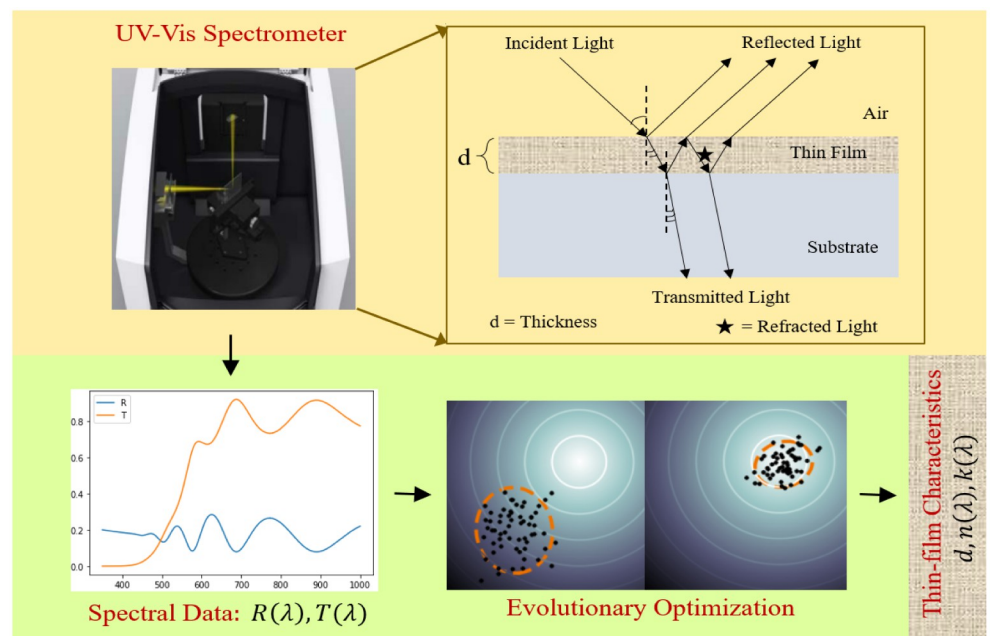 UV-Vis Spectrometer
Incident Light
Reflected Light
Air
d
Thin Film
Substrate
Transmitted Light
d = Thickness
★ = Refracted Light
R
T
0.8
0.6
0.4
0.2
0.0
400 500 600 700 800 900 1000
Spectral Data: R(λ), T(λ)
Evolutionary Optimization
Thin-film Characteristics
d, n(λ), k(λ)